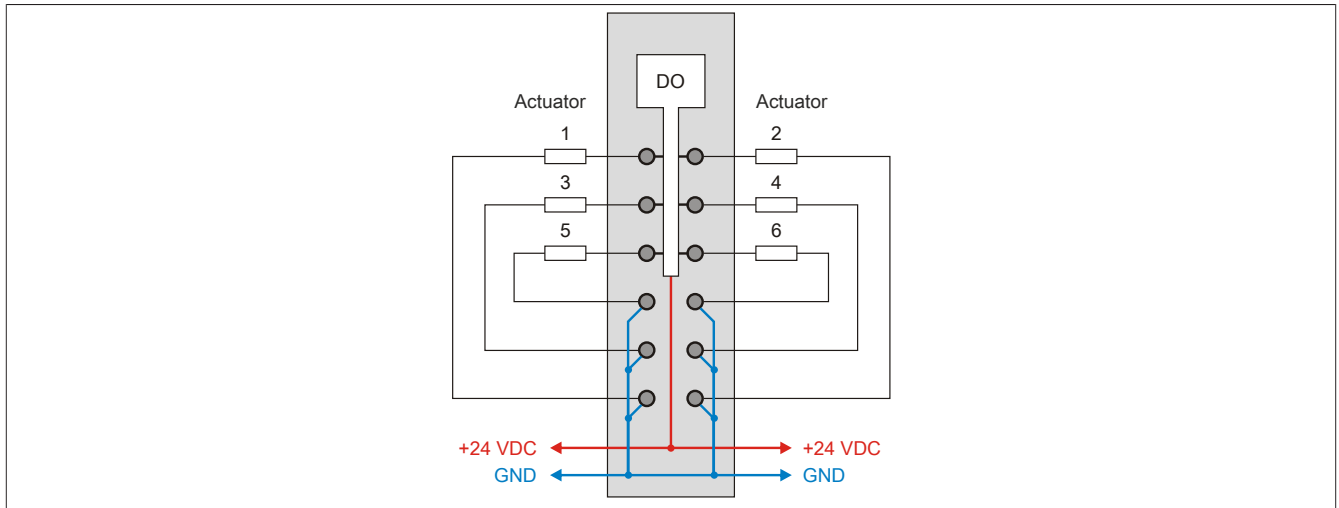 DO
Actuator Actuator
1 2
3 4
5 6
+24 VDC +24 VDC
GND GND